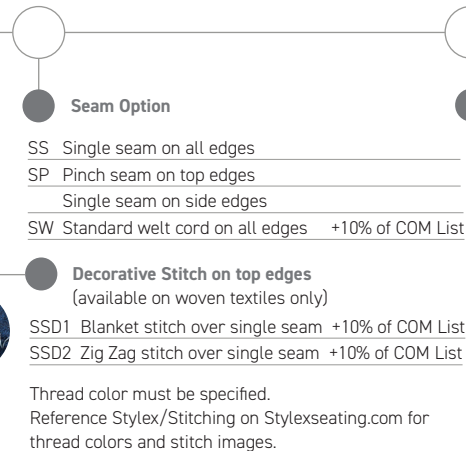 Seam Option
SS Single seam on all edges
SP Pinch seam on top edges
Single seam on side edges
SW Standard welt cord on all edges +10% of COM List
Decorative Stitch on top edges
(available on woven textiles only)
SSD1 Blanket stitch over single seam +10% of COM List
SSD2 Zig Zag stitch over single seam +10% of COM List
Thread color must be specified.
Reference Stylex/Stitching on Stylexseating.com for
thread colors and stitch images.